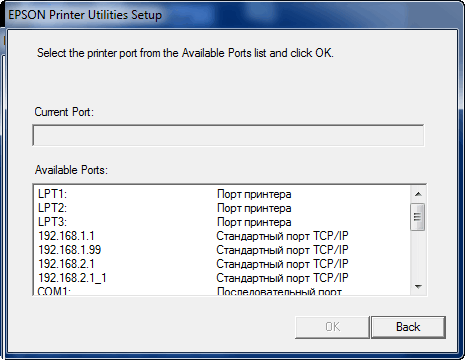 EPSON Printer Utilities Setup
Select the printer port from the Available Ports list and click OK.
Current Port:
Available Ports:
LPT1: Порт принтера
LPT2: Порт принтера
LPT3: Порт принтера
192.168.1.1 Стандартный порт TCP/IP
192.168.1.99 Стандартный порт TCP/IP
192.168.2.1 Стандартный порт TCP/IP
192.168.2.1_1 Стандартный порт TCP/IP
COM1: Последовательный порт
OK Back